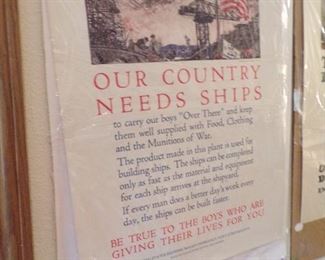 OUR COUNTRY
NEEDS SHIPS
to carry our boys "Over There" and keep
them well supplied with Food, Clothing
and the Munitions of War.
The product made in this plant is used for
building ships. The ships can be completed
only as fast as the material and equipment
for each ship arrives at the shipyard.
If every man does a better day's work every
day, the ships can be built faster.
BE TRUE TO THE BOYS WHO ARE
GIVING THEIR LIVES FOR YOU